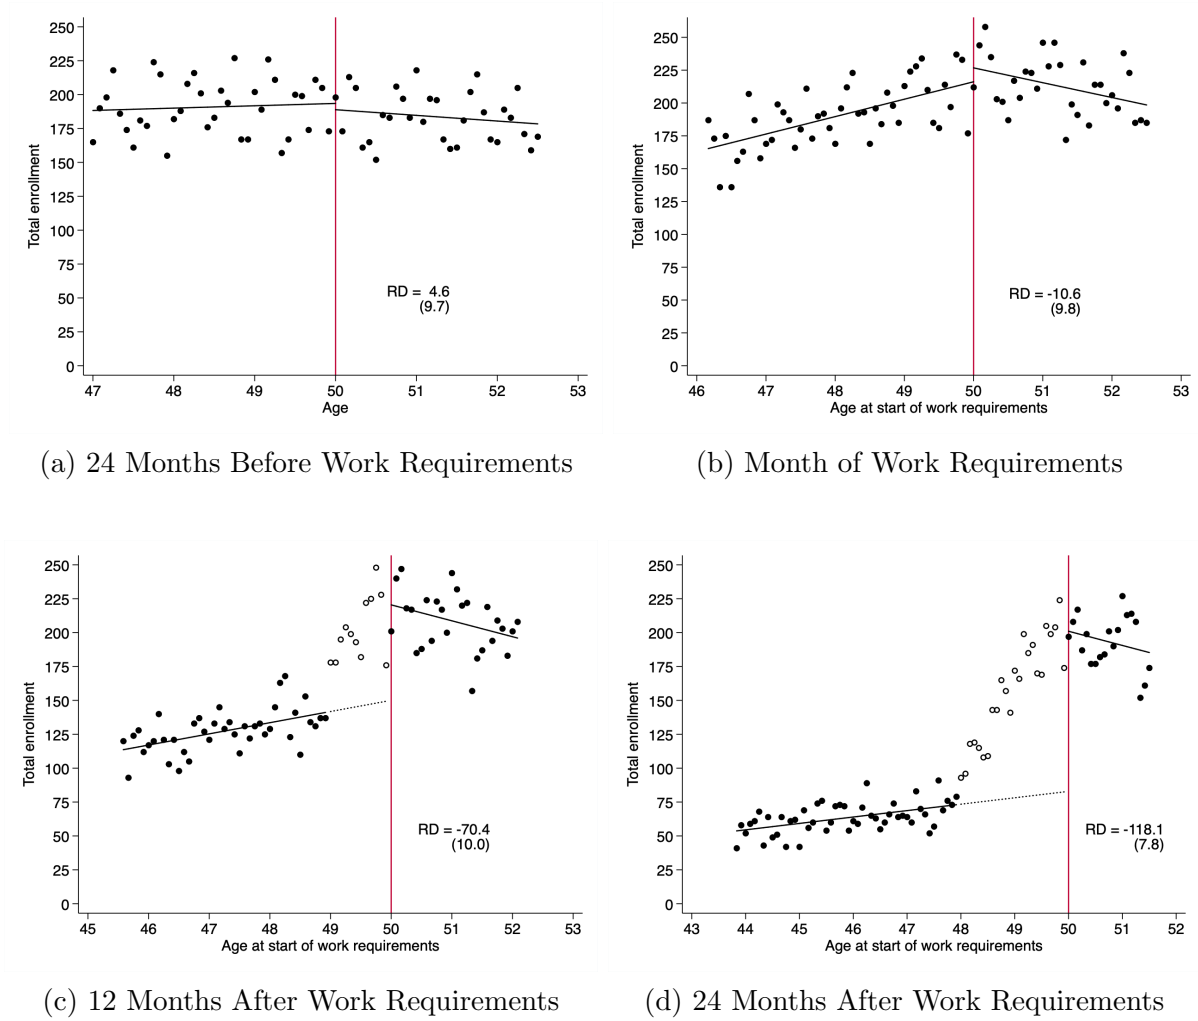 Total enrollment
250
225
200
175
150
125
100
75
50
25
0
RD = 4.6
(9.7)
47 48 49 50 51 52 53
Age
(a) 24 Months Before Work Requirements
Total enrollment
250
225
200
175
150
125
100
75
50
25
0
RD = -10.6
(9.8)
46 47 48 49 50 51 52 53
Age at start of work requirements
(b) Month of Work Requirements
Total enrollment
250
225
200
175
150
125
100
75
50
25
0
RD = -70.4
(10.0)
45 46 47 48 49 50 51 52 53
Age at start of work requirements
(c) 12 Months After Work Requirements
Total enrollment
250
225
200
175
150
125
100
75
50
25
0
RD = -118.1
(7.8)
43 44 45 46 47 48 49 50 51 52
Age at start of work requirements
(d) 24 Months After Work Requirements